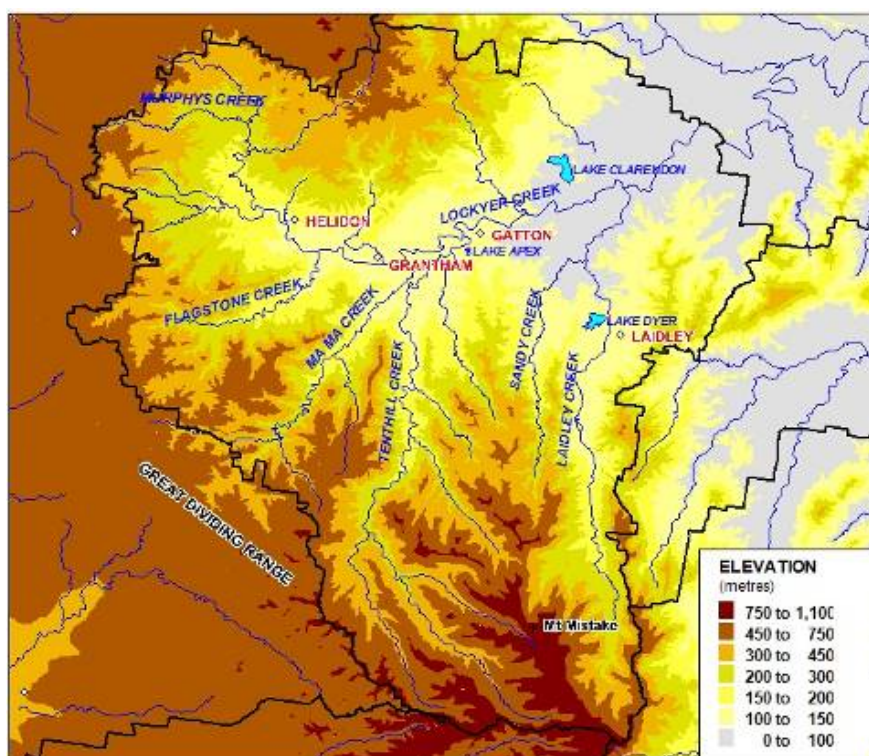 MURPHYS CREEK
LAKE CLARENDON
LOCKYER CREEK
HELIDON
GATTON
LAKE APEX
GRANTHAM
FLAGSTONE CREEK
MA MA CREEK
SANDY CREEK
LAKE DYER
LAIDLEY
TENTHILL CREEK
LAIDLEY CREEK
GREAT DIVIDING RANGE
Mt Mistake
ELEVATION
(metres)
750 to 1,100
450 to 750
300 to 450
200 to 300
150 to 200
100 to 150
0 to 100